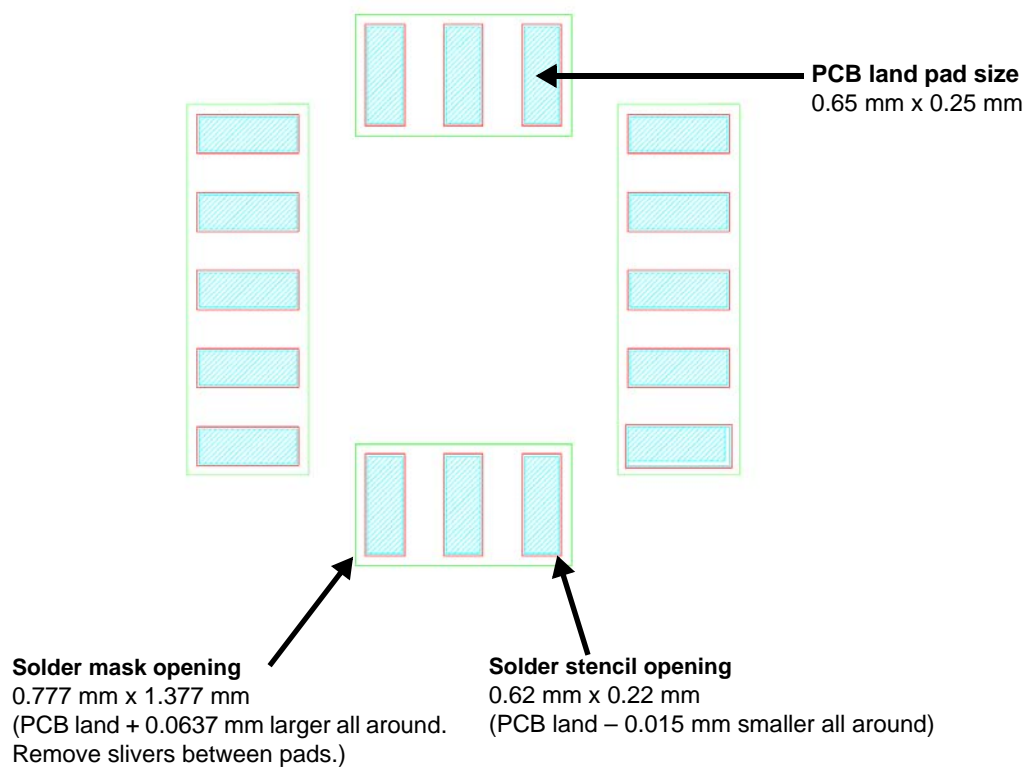 PCB land pad size
0.65 mm x 0.25 mm
Solder mask opening
0.777 mm x 1.377 mm
(PCB land + 0.0637 mm larger all around.
Remove slivers between pads.)
Solder stencil opening
0.62 mm x 0.22 mm
(PCB land – 0.015 mm smaller all around)